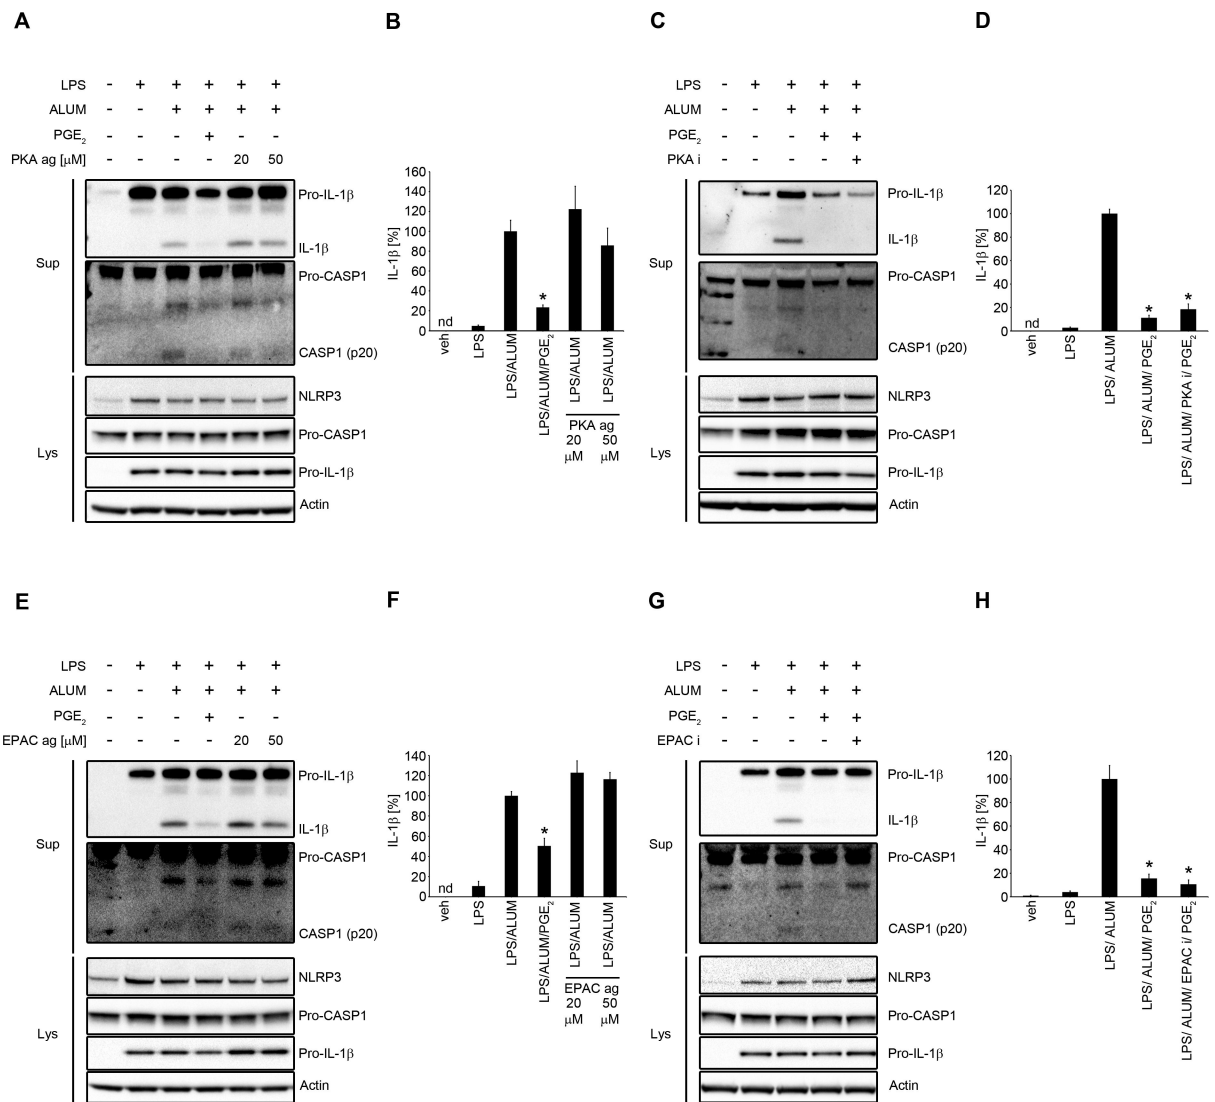 A
LPS - + + + + +
ALUM - - + + + +
PGE2 - - - + - -
PKA ag [μM] - - - - 20 50
Sup
Pro-IL-1β
IL-1β
Pro-CASP1
CASP1 (p20)
Lys
NLRP3
Pro-CASP1
Pro-IL-1β
Actin
B
IL-1β [%]
160
140
120
100
80
60
40
20
0
nd
*
veh
LPS
LPS/ALUM
LPS/ALUM/PGE2
LPS/ALUM
LPS/ALUM
PKA ag
20 50
μM μM
C
LPS - + + + +
ALUM - - + + +
PGE2 - - - + +
PKA i - - - - +
Sup
Pro-IL-1β
IL-1β
Pro-CASP1
CASP1 (p20)
Lys
NLRP3
Pro-CASP1
Pro-IL-1β
Actin
D
IL-1β [%]
120
100
80
60
40
20
0
nd
*
*
veh
LPS
LPS/ ALUM
LPS/ ALUM/ PGE2
LPS/ ALUM/ PKA i/ PGE2
E
LPS - + + + + +
ALUM - - + + + +
PGE2 - - - + - -
EPAC ag [μM] - - - - 20 50
Sup
Pro-IL-1β
IL-1β
Pro-CASP1
CASP1 (p20)
Lys
NLRP3
Pro-CASP1
Pro-IL-1β
Actin
F
IL-1β [%]
140
120
100
80
60
40
20
0
nd
*
veh
LPS
LPS/ALUM
LPS/ALUM/PGE2
LPS/ALUM
LPS/ALUM
EPAC ag
20 50
μM μM
G
LPS - + + + +
ALUM - - + + +
PGE2 - - - + +
EPAC i - - - - +
Sup
Pro-IL-1β
IL-1β
Pro-CASP1
CASP1 (p20)
Lys
NLRP3
Pro-CASP1
Pro-IL-1β
Actin
H
IL-1β [%]
120
100
80
60
40
20
0
*
*
veh
LPS
LPS/ ALUM
LPS/ ALUM/ PGE2
LPS/ ALUM/ EPAC i/ PGE2